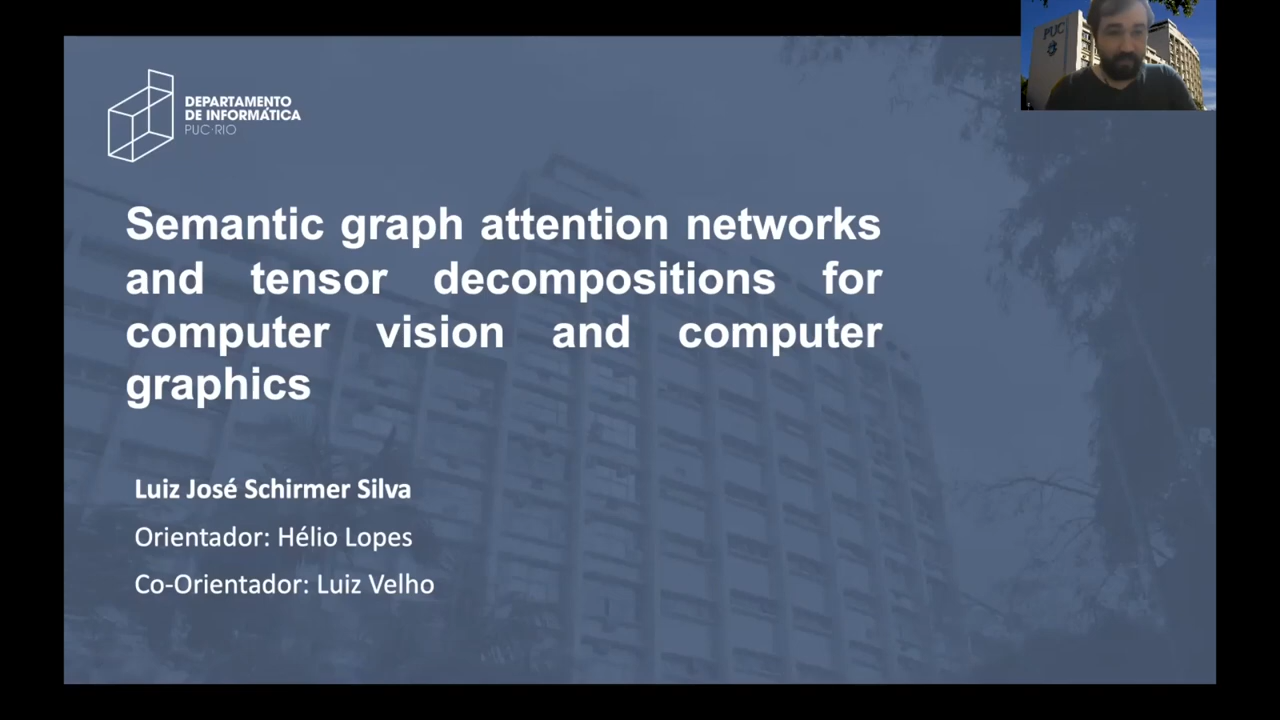 DEPARTAMENTO
DE INFORMÁTICA
PUC-RIO
PUC
Semantic graph attention networks
and tensor decompositions for
computer vision and computer
graphics
Luiz José Schirmer Silva
Orientador: Hélio Lopes
Co-Orientador: Luiz Velho